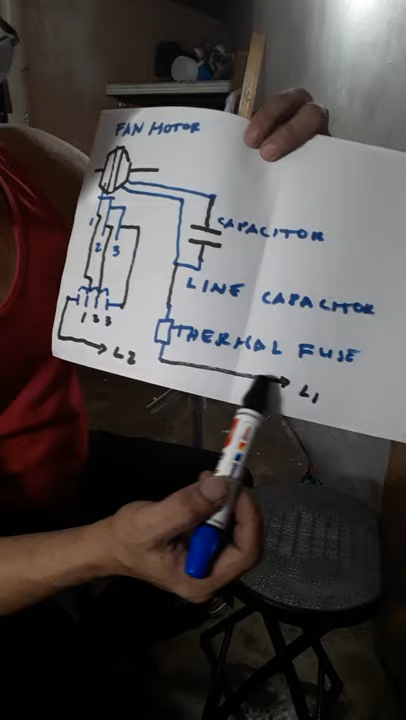 FAN MOTOR
1
2
3
CAPACITOR
LINE CAPACITOR
1 2 3
THERMAL FUSE
L2
L1